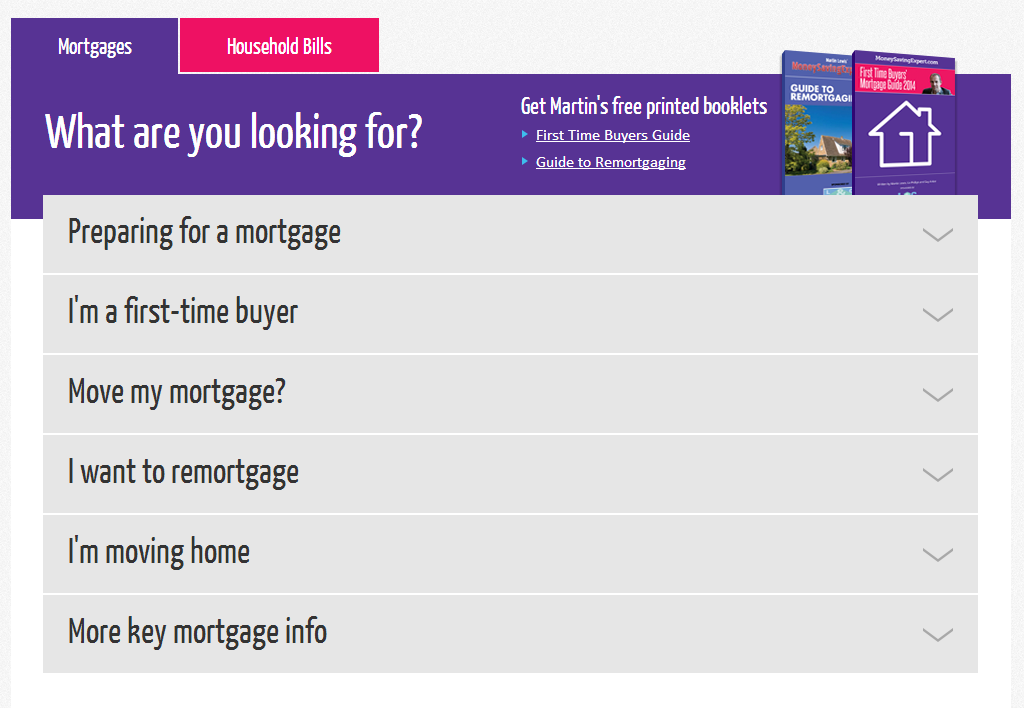 Mortgages
Household Bills
What are you looking for?
Get Martin's free printed booklets
First Time Buyers Guide
Guide to Remortgaging
Martin Lewis'
GUIDE TO
MoneySavingExpert.com
First Time Buyers'
Mortgage Guide 2014
Preparing for a mortgage
I'm a first-time buyer
Move my mortgage?
I want to remortgage
I'm moving home
More key mortgage info